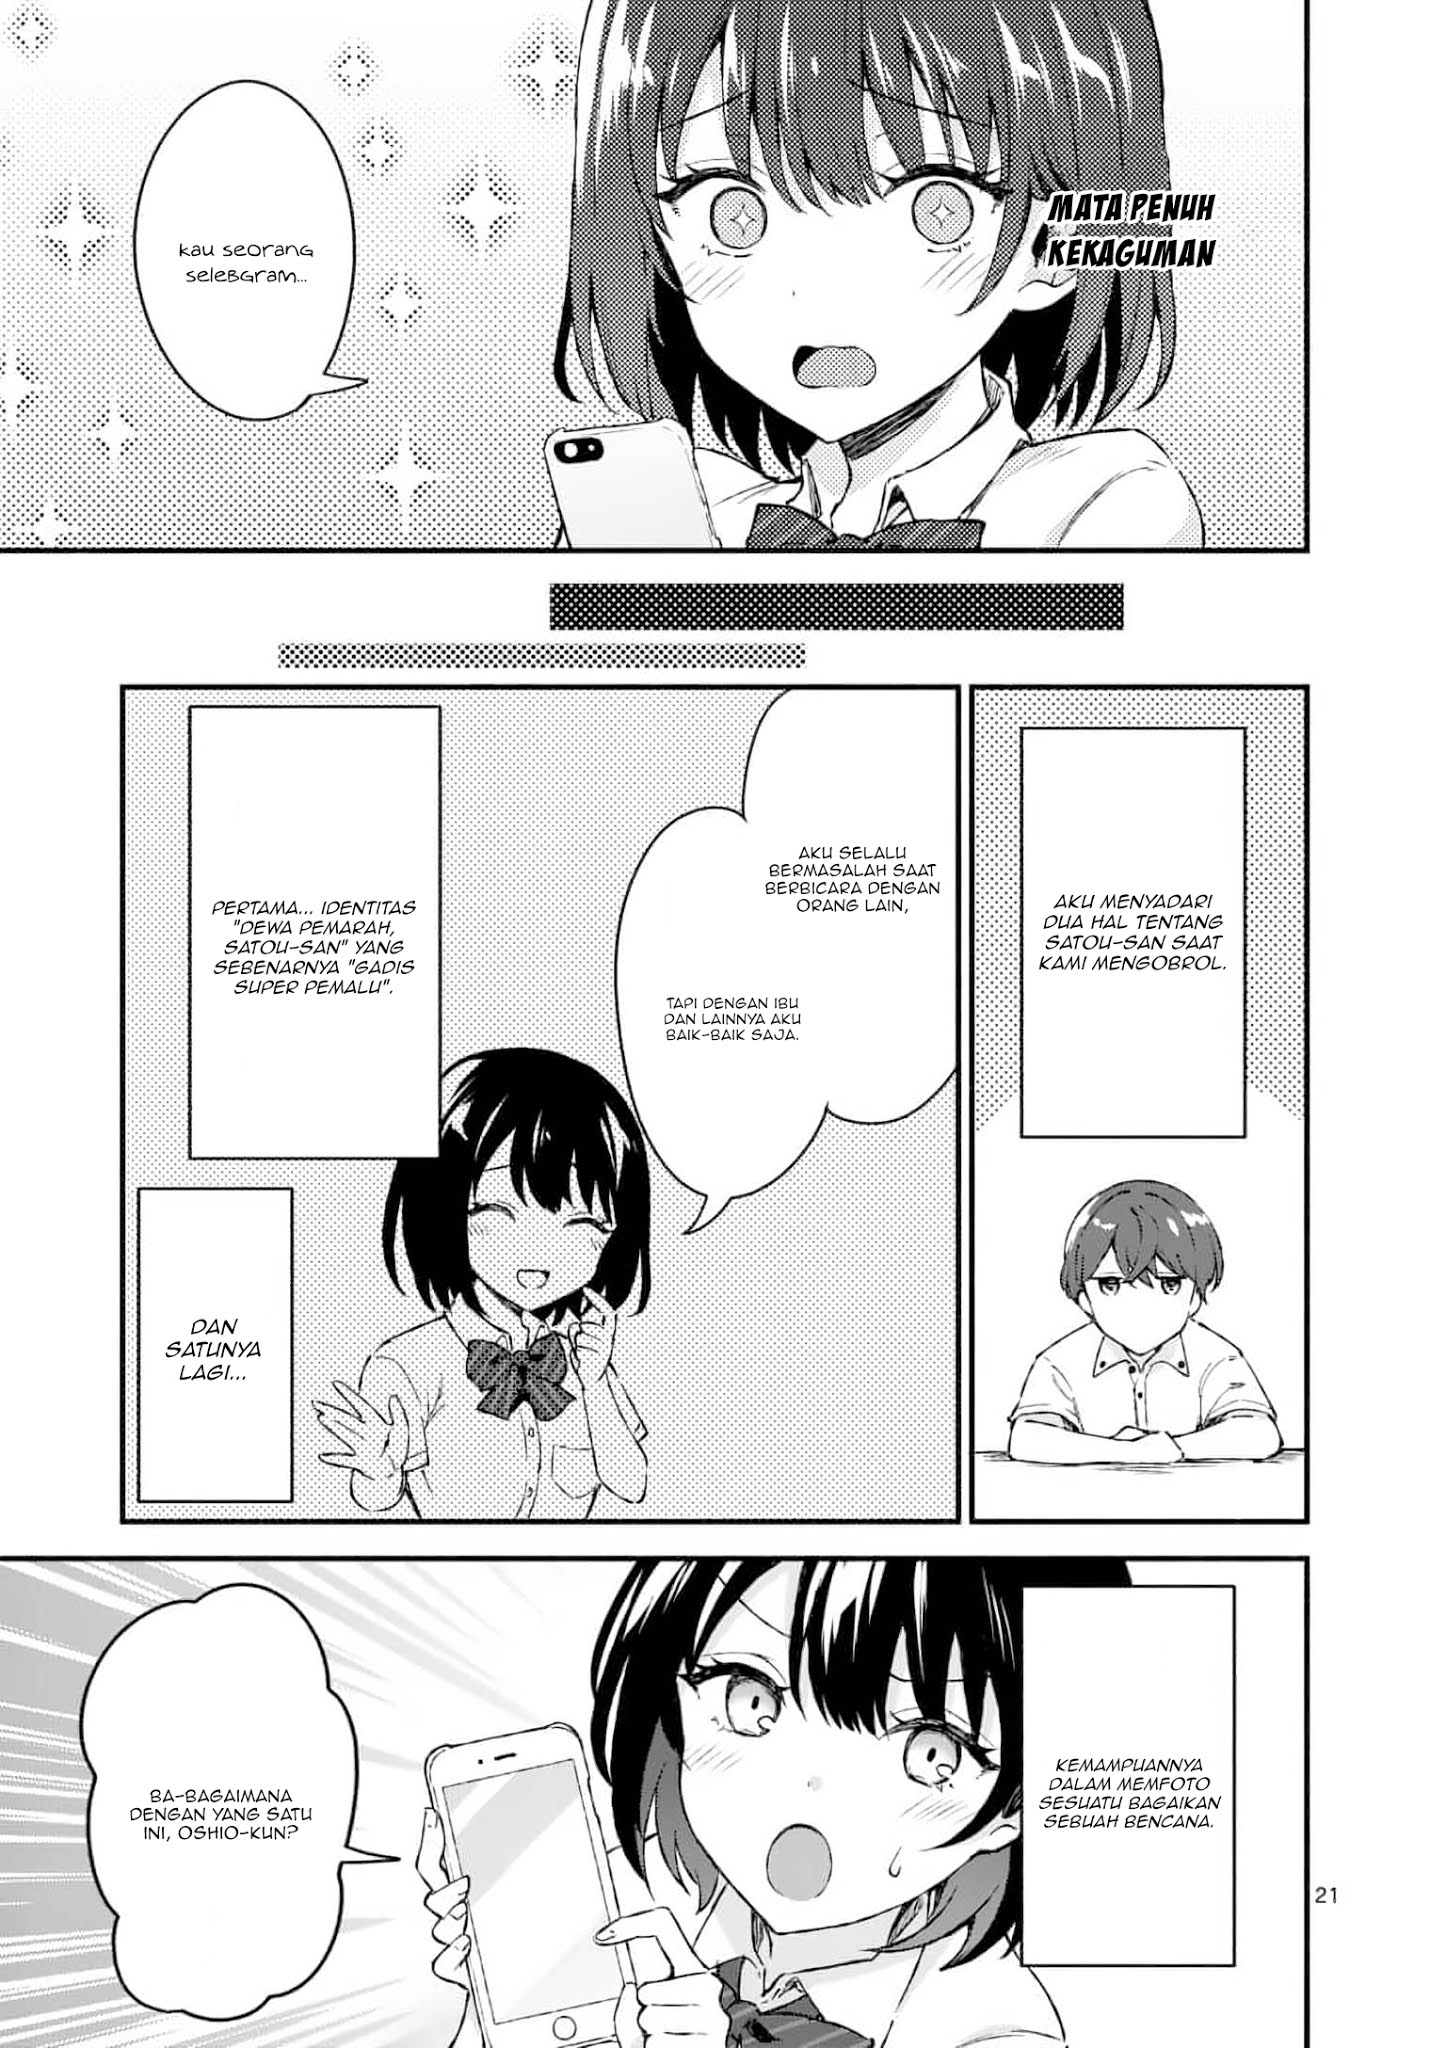 MATA PENUH
KEKAGUMAN
kau seorang
selebgram...
AKU MENYADARI
DUA HAL TENTANG
SATOU-SAN SAAT
KAMI MENGOBROL.
AKU SELALU
BERMASALAH SAAT
BERBICARA DENGAN
ORANG LAIN,
TAPI DENGAN IBU
DAN LAINNYA AKU
BAIK-BAIK SAJA.
PERTAMA... IDENTITAS
"DEWA PEMARAH,
SATOU-SAN" YANG
SEBENARNYA "GADIS
SUPER PEMALU".
DAN
SATUNYA
LAGI...
KEMAMPUANNYA
DALAM MEMFOTO
SESUATU BAGAIKAN
SEBUAH BENCANA.
BA-BAGAIMANA
DENGAN YANG SATU
INI, OSHIO-KUN?
21